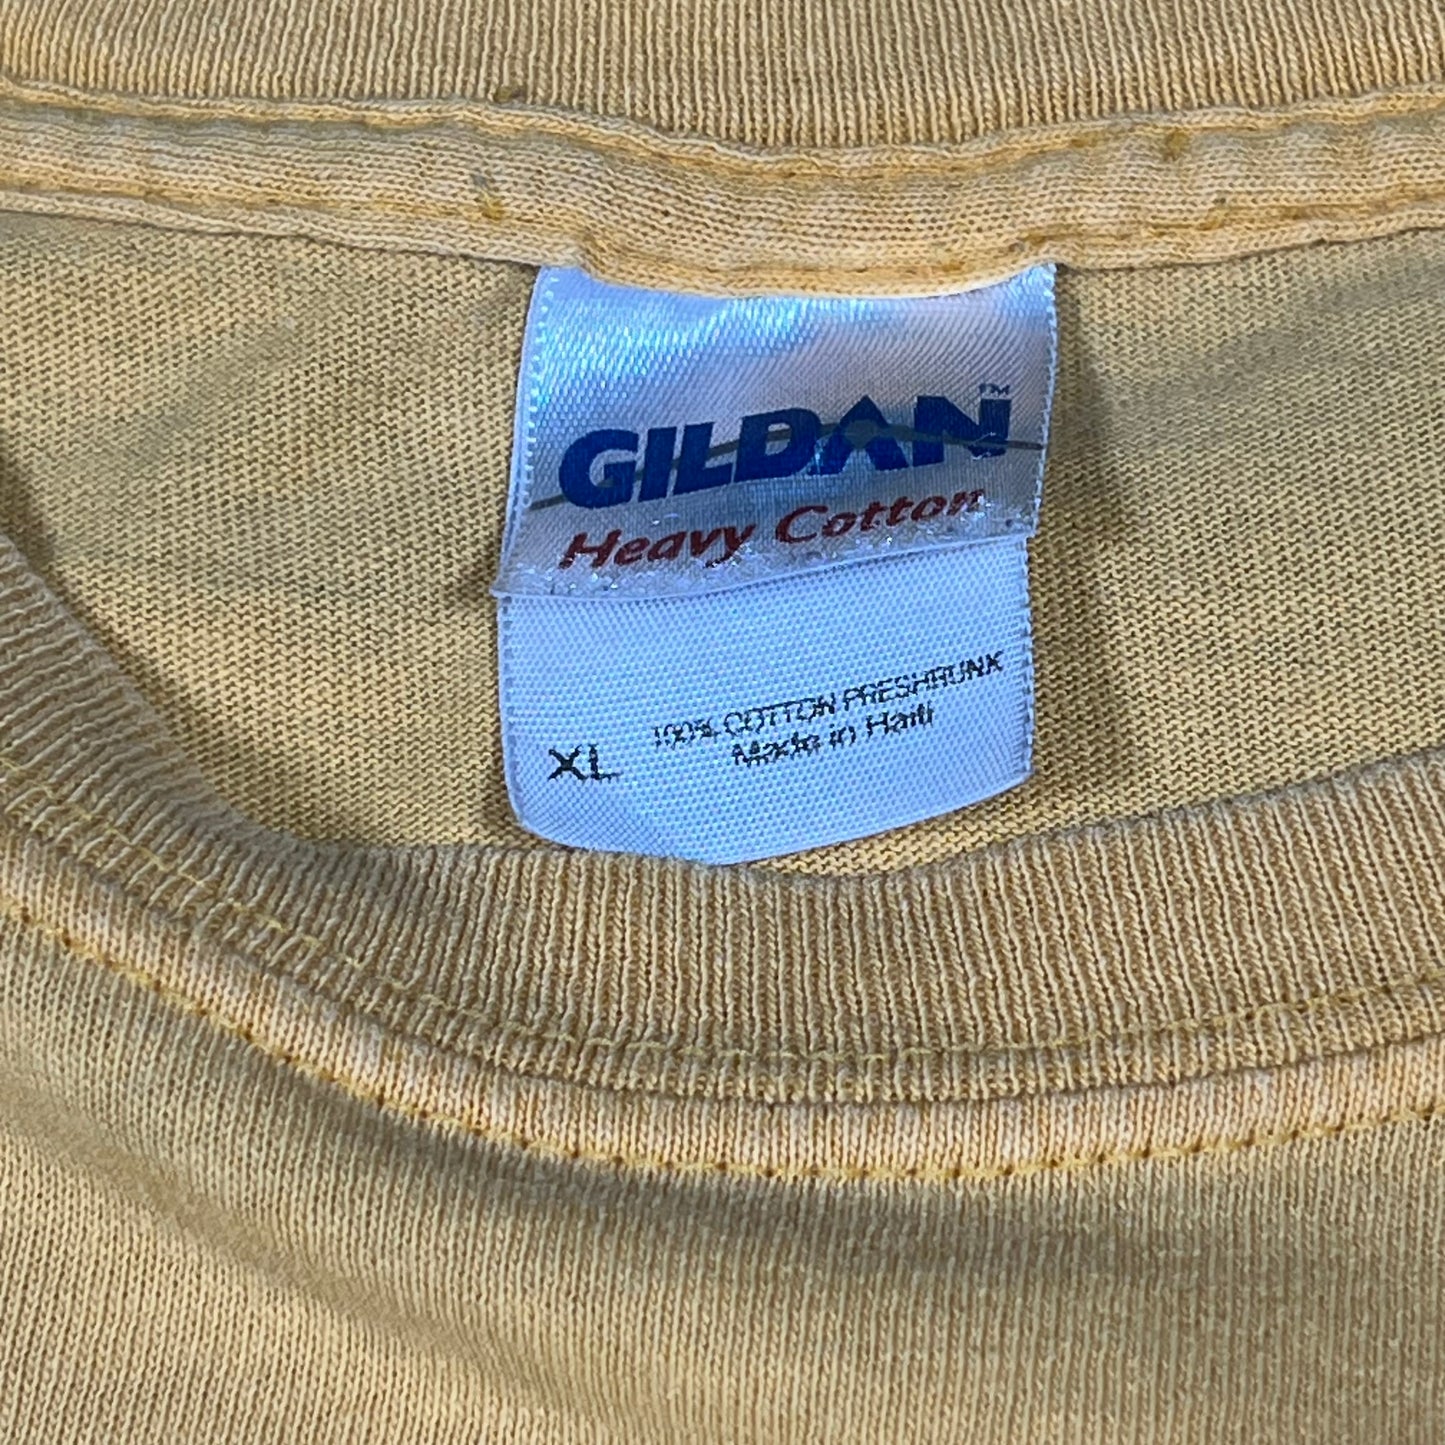 GILDAN™
Heavy Cotton
100% COTTON PRESHRUNK
XL Made in Haiti